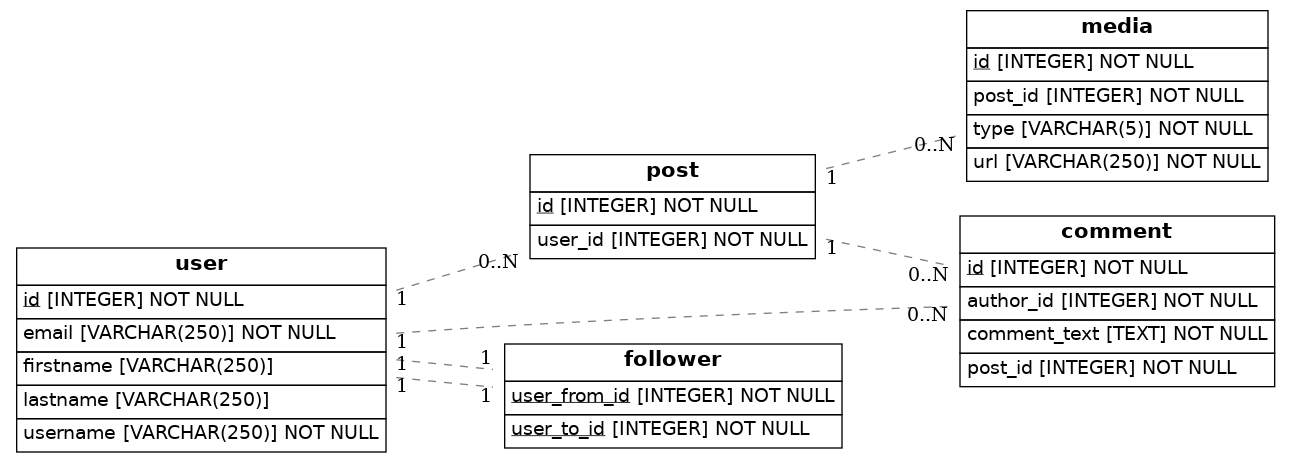 media
id [INTEGER] NOT NULL
post_id [INTEGER] NOT NULL
type [VARCHAR(5)] NOT NULL
url [VARCHAR(250)] NOT NULL
0..N
1
post
id [INTEGER] NOT NULL
user_id [INTEGER] NOT NULL
1
0..N
comment
id [INTEGER] NOT NULL
author_id [INTEGER] NOT NULL
comment_text [TEXT] NOT NULL
post_id [INTEGER] NOT NULL
0..N
1
0..N
1
user
id [INTEGER] NOT NULL
email [VARCHAR(250)] NOT NULL
firstname [VARCHAR(250)]
lastname [VARCHAR(250)]
username [VARCHAR(250)] NOT NULL
1
1
1
1
follower
user_from_id [INTEGER] NOT NULL
user_to_id [INTEGER] NOT NULL